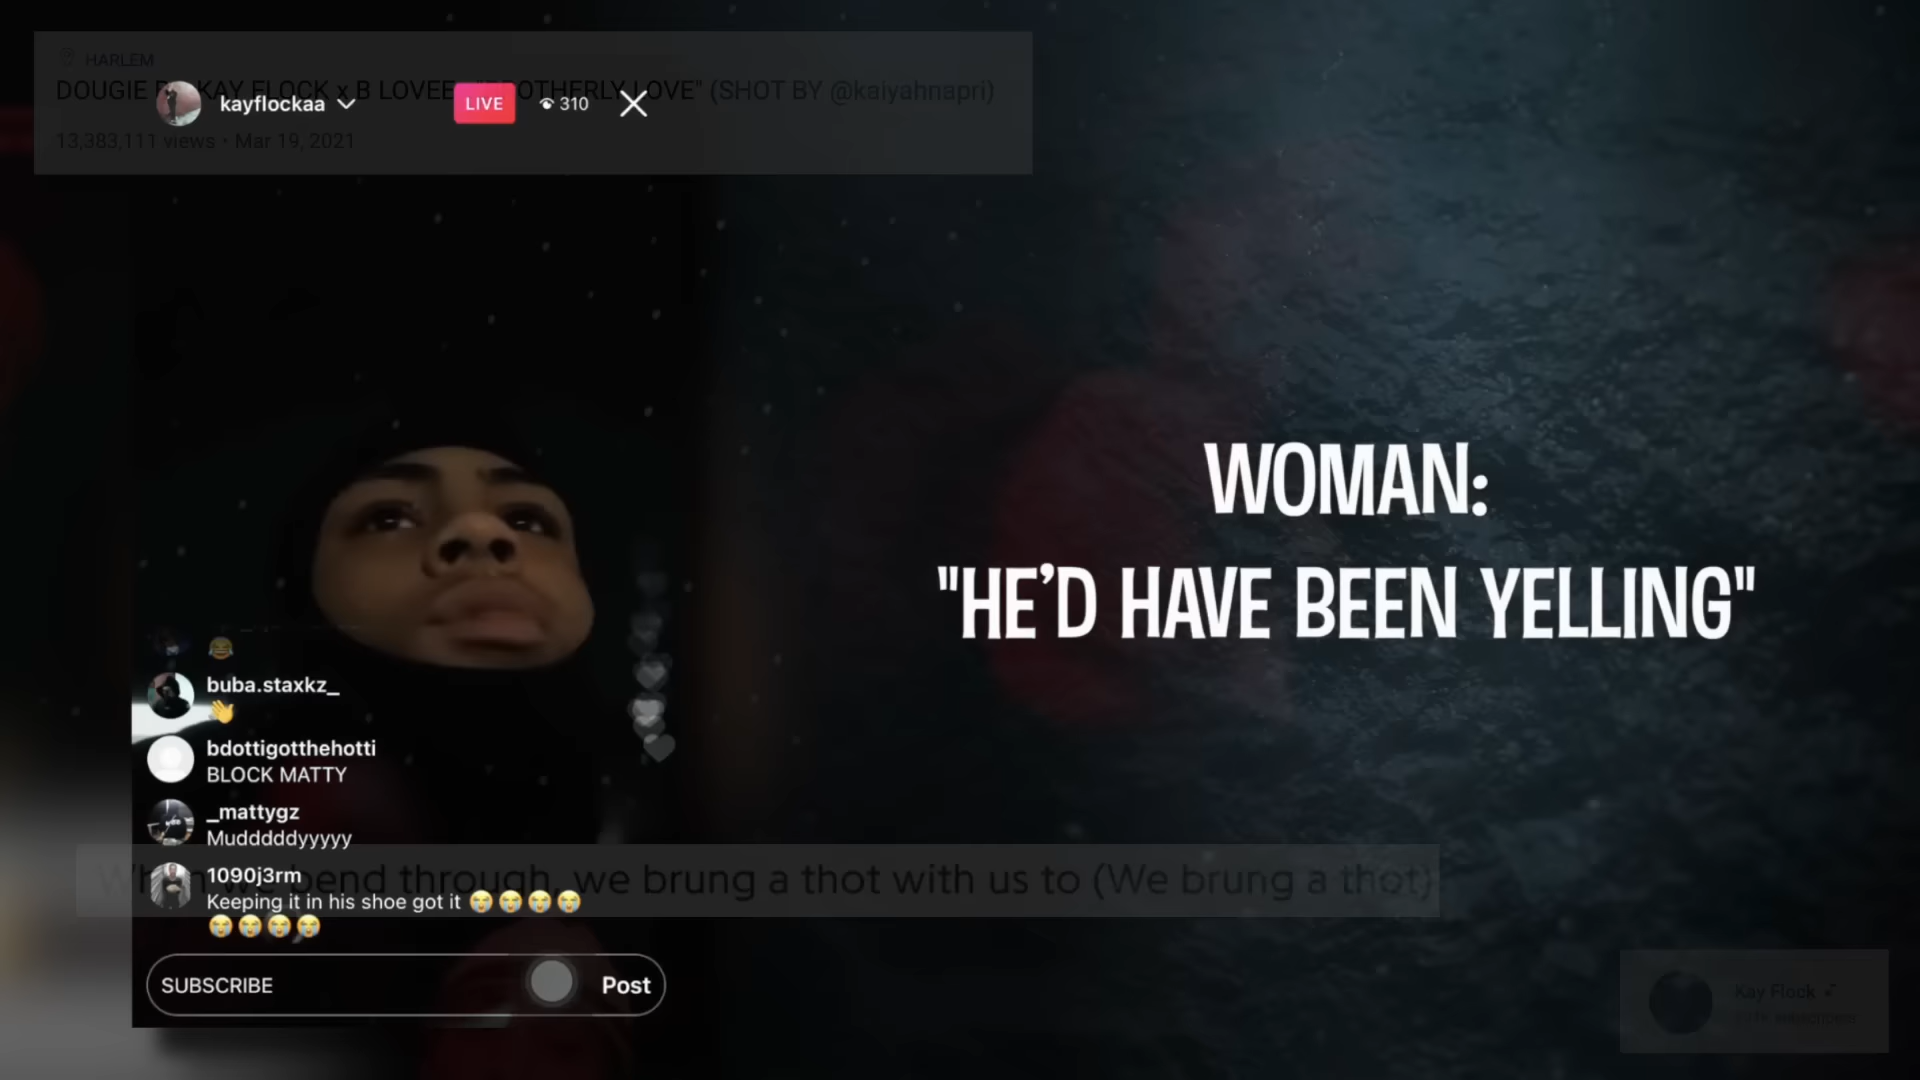 HARLEM
DOUGIE B x KAY FLOCK x B LOVEE - "BROTHERLY LOVE" (SHOT BY @kaiyahnapri)
13,383,111 views • Mar 19, 2021
kayflockaa
LIVE
310
WOMAN:
"HE'D HAVE BEEN YELLING"
😂
buba.staxkz_
👋
bdottigotthehotti
BLOCK MATTY
_mattygz
Mudddddyyyyy
1090j3rm
Keeping it in his shoe got it 😭😭😭😭
😭😭😭😭
we bend through, we brung a thot with us to (We brung a thot)
SUBSCRIBE
Post
Kay Flock